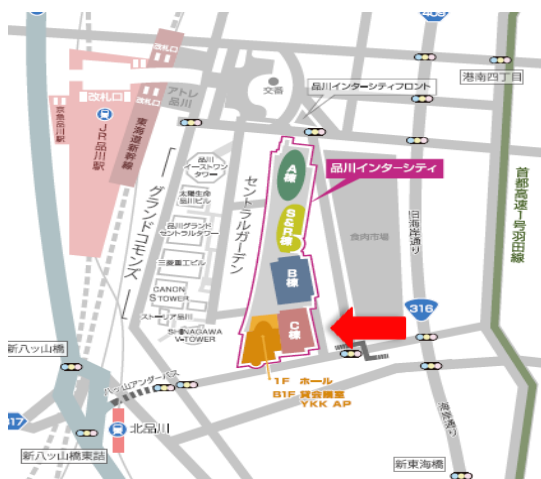 409
改札口
港南四丁目
交番
品川インターシティフロント
改札口
改札口
アトレ
品川
京急品川駅
JR品川駅
東海道新幹線
品川
イーストワン
タワー
A棟
品川インターシティ
太陽生命
品川ビル
グランドコモンズ
セントラルガーデン
S&R棟
食肉市場
旧海岸通り
首都高速1号羽田線
品川グランド
セントラルタワー
三菱重工ビル
B棟
CANON
S TOWER
ストーリア品川
316
SHINAGAWA
V-TOWER
C棟
新八ッ山橋
八ッ山アンダーパス
1F ホール
B1F 貸会議室
YKK AP
北品川
海岸通り
新八ッ山橋東詰
新東海橋